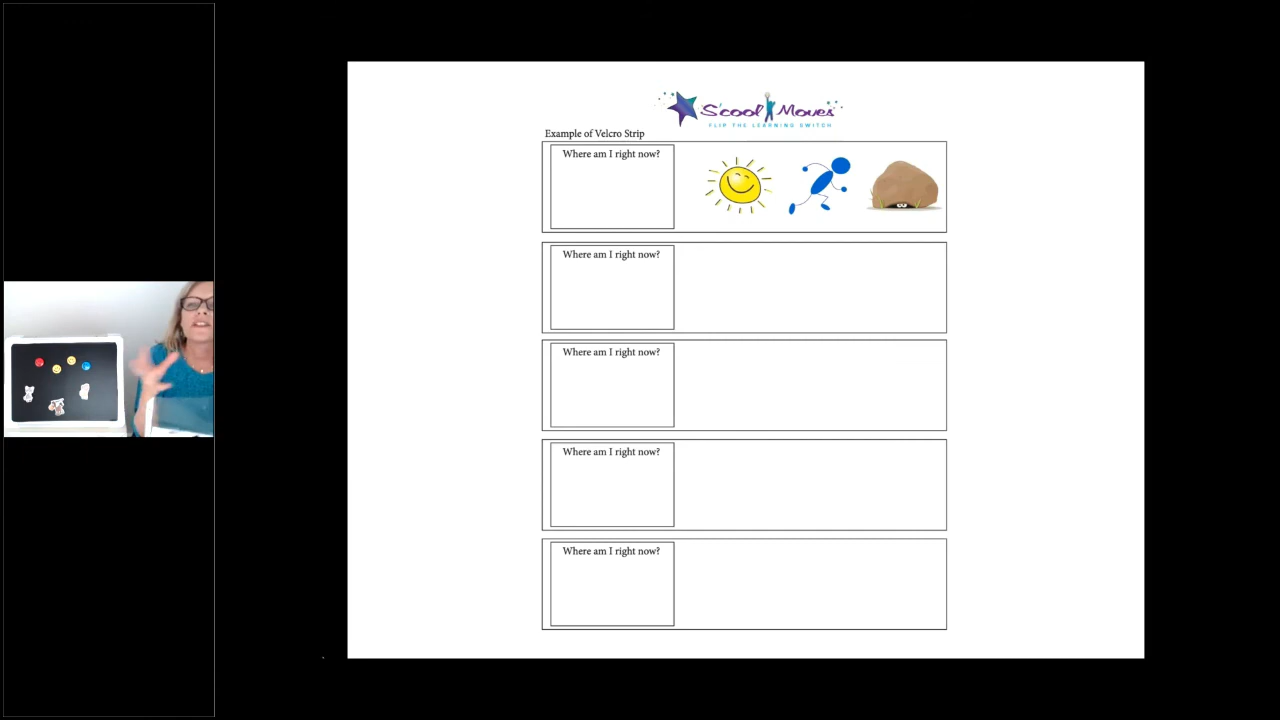 S'cool Moves
FLIP THE LEARNING SWITCH
Example of Velcro Strip
Where am I right now?
Where am I right now?
Where am I right now?
Where am I right now?
Where am I right now?